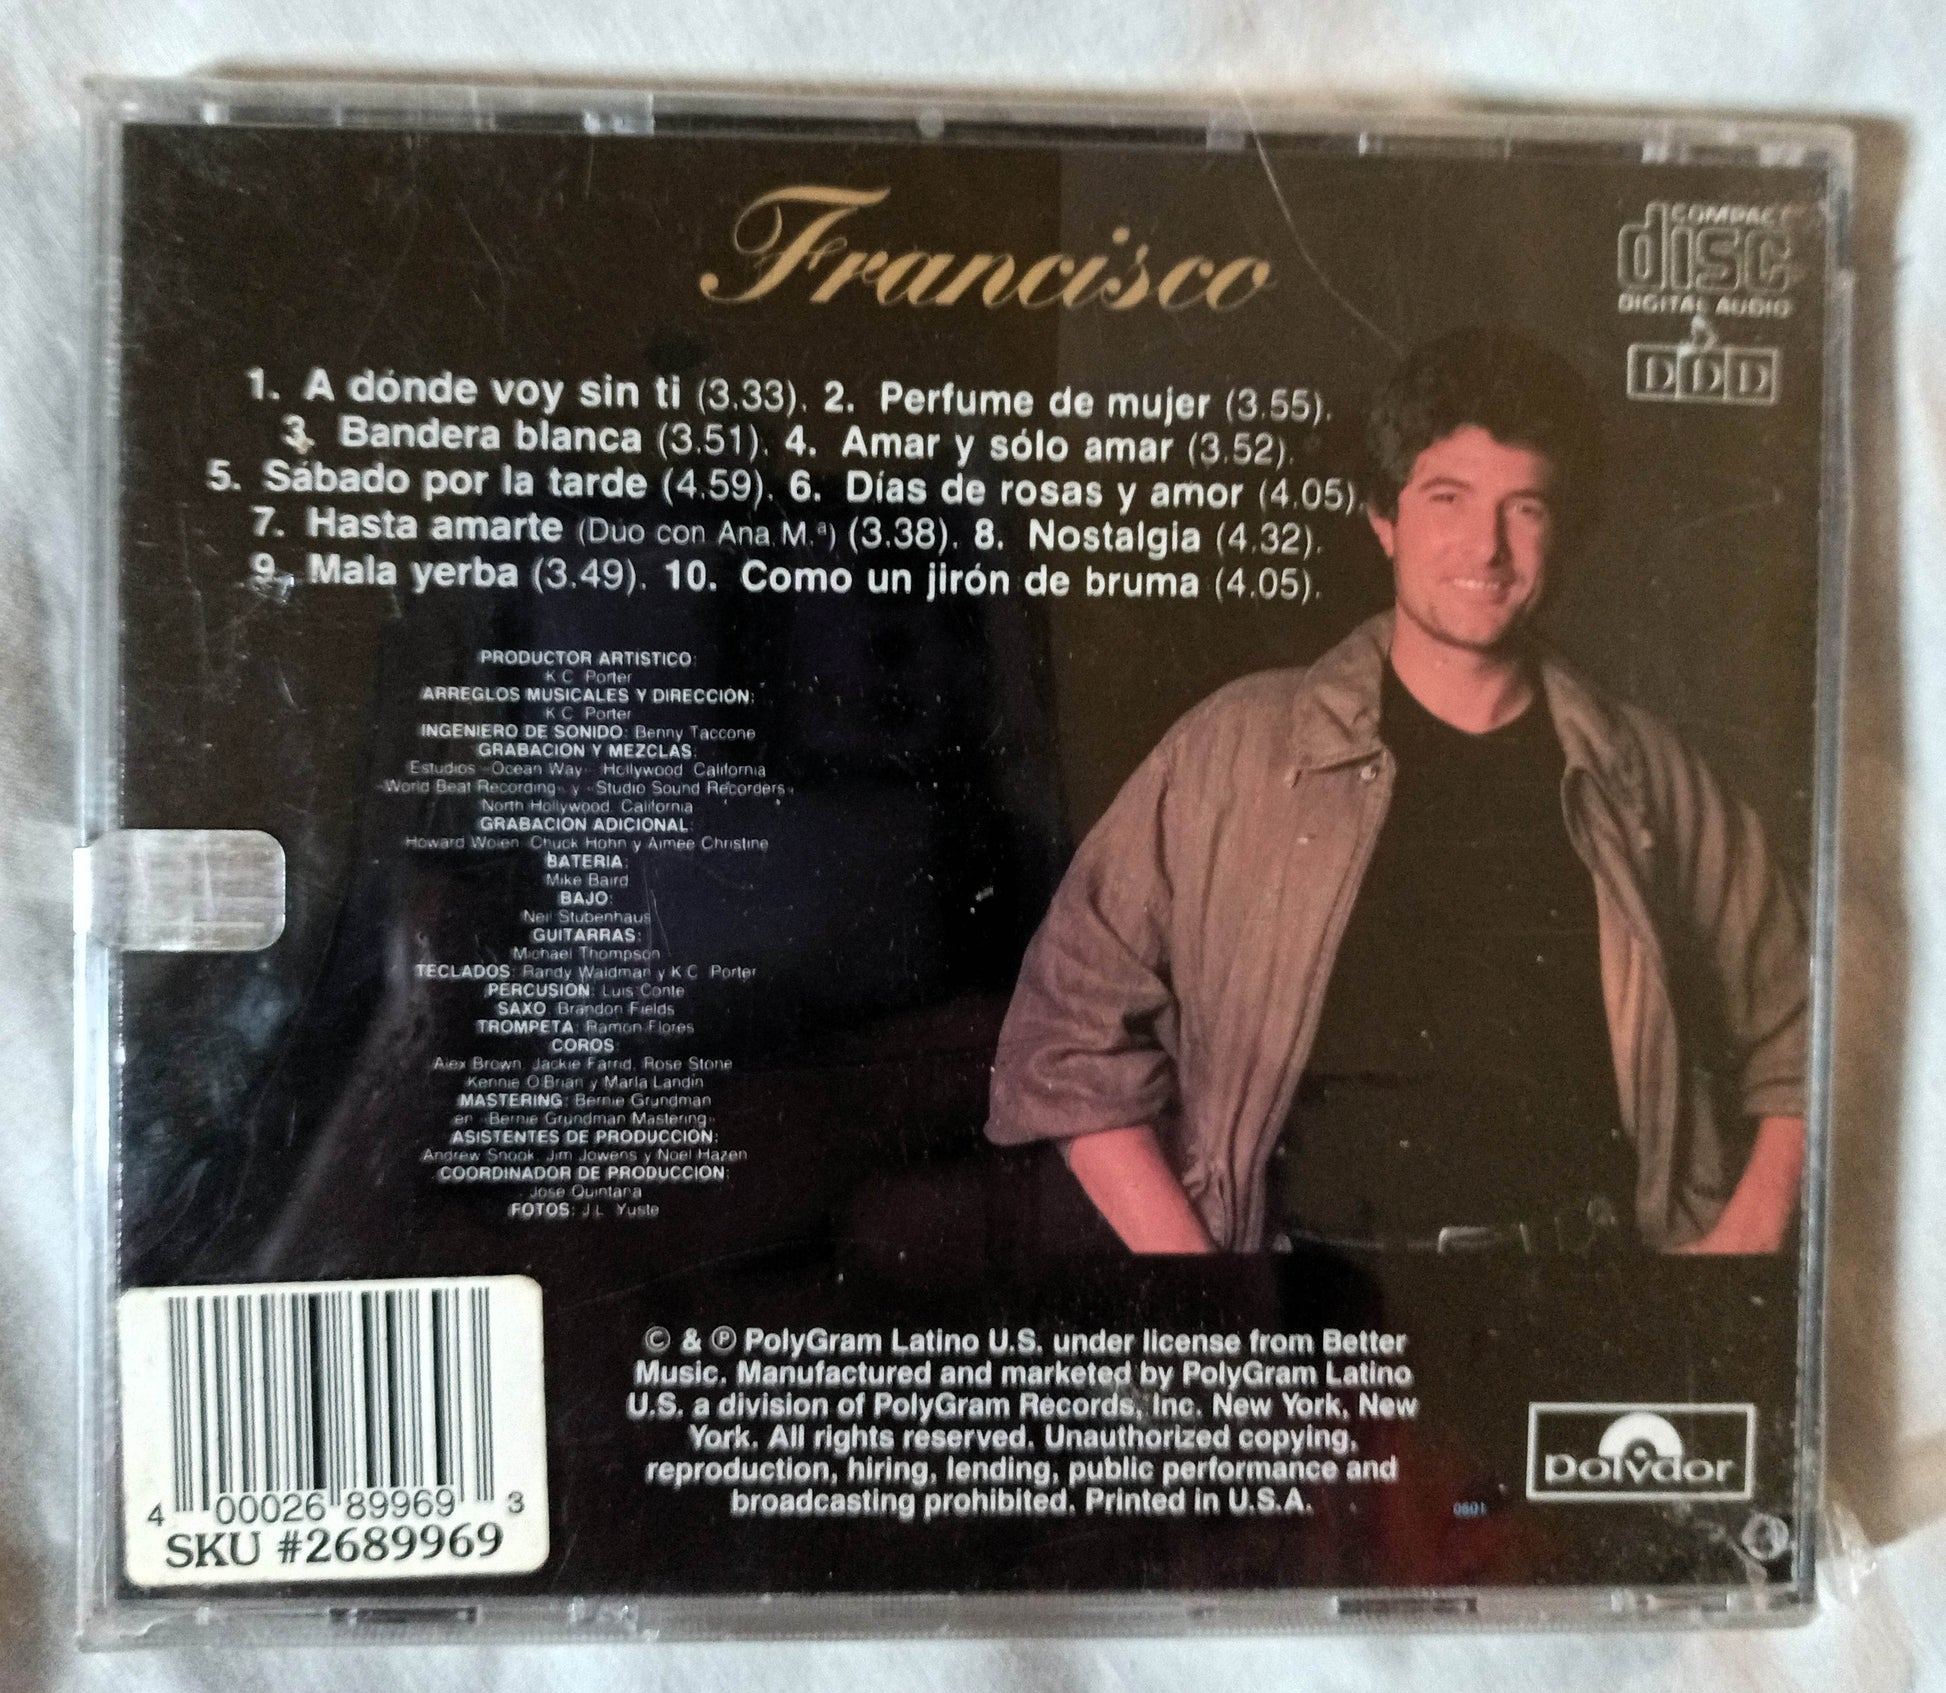 Francisco
COMPACT
disc
DIGITAL AUDIO
DDD
1. A dónde voy sin ti (3.33). 2. Perfume de mujer (3.55).
3. Bandera blanca (3.51). 4. Amar y sólo amar (3.52).
5. Sábado por la tarde (4.59). 6. Días de rosas y amor (4.05).
7. Hasta amarte (Dúo con Ana M.ª) (3.38). 8. Nostalgia (4.32).
9. Mala yerba (3.49). 10. Como un jirón de bruma (4.05).
PRODUCTOR ARTISTICO:
K.C. Porter
ARREGLOS MUSICALES Y DIRECCIÓN:
K.C. Porter
INGENIERO DE SONIDO: Benny Taccone
GRABACION Y MEZCLAS:
Estudios «Ocean Way» Hollywood, California
«World Beat Recording» y «Studio Sound Recorders»
North Hollywood, California
GRABACION ADICIONAL:
Howard Wolen, Chuck Hohn y Aimee Christine
BATERIA:
Mike Baird
BAJO:
Neil Stubenhaus
GUITARRAS:
Michael Thompson
TECLADOS: Randy Waldman y K.C. Porter
PERCUSION: Luis Conte
SAXO: Brandon Fields
TROMPETA: Ramon Flores
COROS:
Alex Brown, Jackie Farrid, Rose Stone
Kennie O'Brian y Marla Landin
MASTERING: Bernie Grundman
en «Bernie Grundman Mastering»
ASISTENTES DE PRODUCCIÓN:
Andrew Snook, Jim Jowens y Noel Hazen
COORDINADOR DE PRODUCCIÓN:
Jose Quintana
FOTOS: J.L. Yuste
4 00026 89969 3
SKU #2689969
© & ℗ PolyGram Latino U.S. under license from Better
Music. Manufactured and marketed by PolyGram Latino
U.S. a division of PolyGram Records, Inc. New York, New
York. All rights reserved. Unauthorized copying,
reproduction, hiring, lending, public performance and
broadcasting prohibited. Printed in U.S.A.
0601
polydor